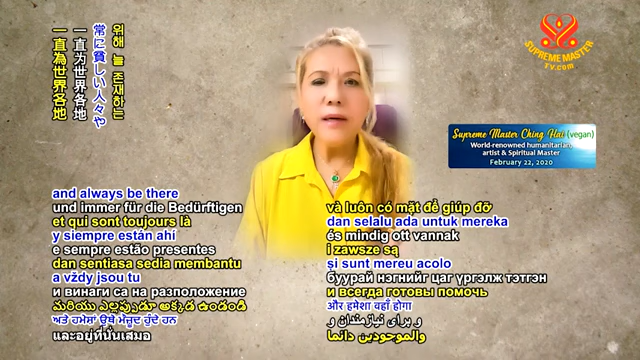 위해 늘 존재하는
常に貧しい人々や
一直为世界各地
一直為世界各地
SUPREME MASTER
TV.com
Supreme Master Ching Hai (vegan)
World-renowned humanitarian,
artist & Spiritual Master
February 22, 2020
and always be there
und immer für die Bedürftigen
et qui sont toujours là
y siempre están ahí
e sempre estão presentes
dan sentiasa sedia membantu
a vždy jsou tu
и винаги са на разположение
మరియు ఎల్లప్పుడూ అక్కడ ఉండండి
ਅਤੇ ਹਮੇਸ਼ਾਂ ਉਥੇ ਮੌਜੂਦ ਹੁੰਦੇ ਹਨ
และอยู่ที่นั่นเสมอ
và luôn có mặt để giúp đỡ
dan selalu ada untuk mereka
és mindig ott vannak
i zawsze są
și sunt mereu acolo
буурай нэгнийг цаг үргэлж тэтгэн
и всегда готовы помочь
और हमेशा वहाँ होगा
و برای نیازمندان و
والموجودين دائما